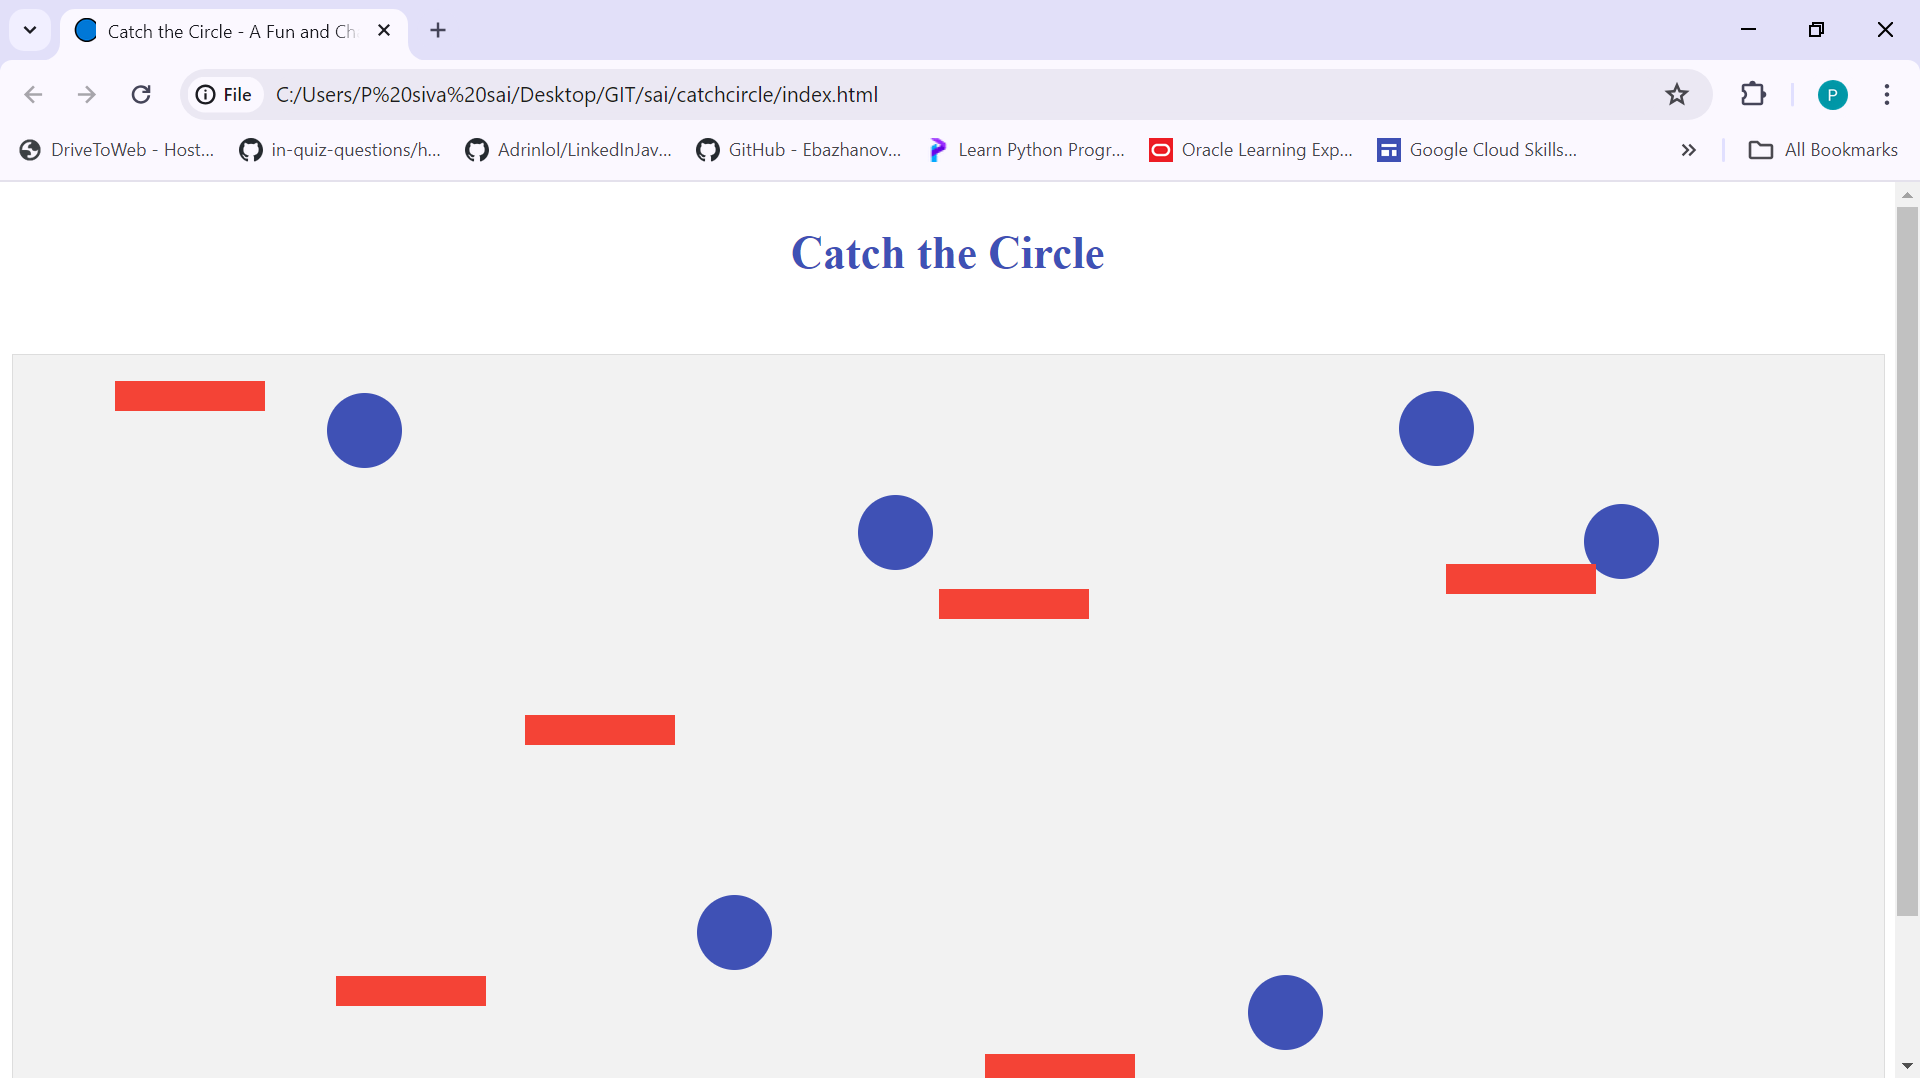 Catch the Circle - A Fun and Ch
File C:/Users/P%20siva%20sai/Desktop/GIT/sai/catchcircle/index.html P
DriveToWeb - Host... in-quiz-questions/h... Adrinlol/LinkedInJav... GitHub - Ebazhanov... Learn Python Progr... Oracle Learning Exp... Google Cloud Skills... All Bookmarks
Catch the Circle